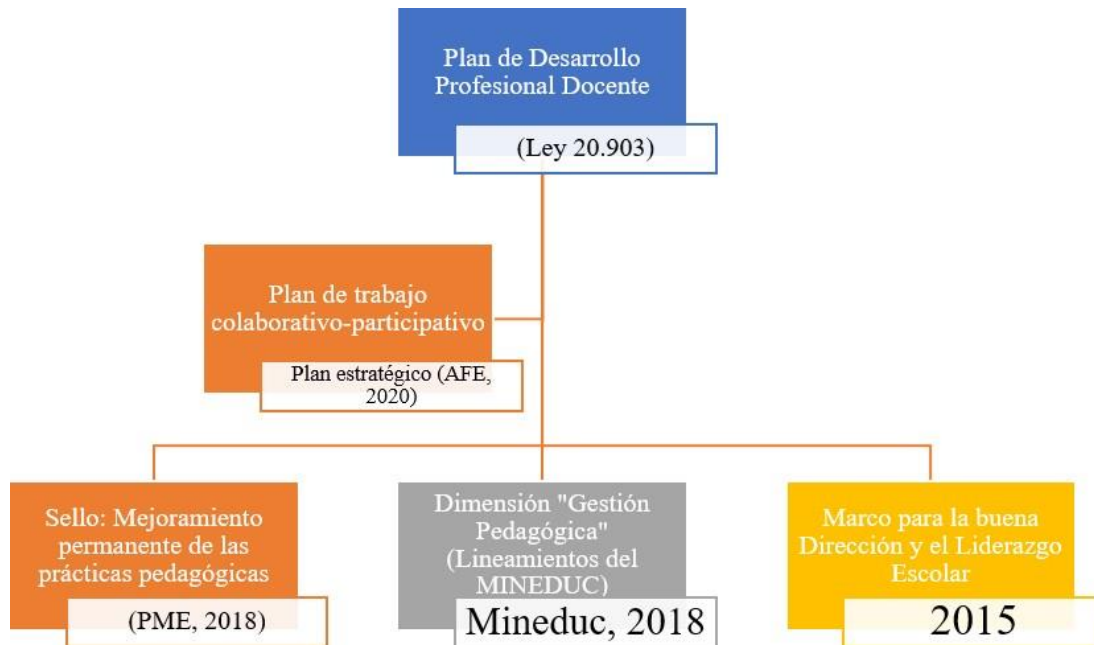 Plan de Desarrollo
Profesional Docente
(Ley 20.903)
Plan de trabajo
colaborativo-participativo
Plan estratégico (AFE,
2020)
Sello: Mejoramiento
permanente de las
prácticas pedagógicas
(PME, 2018)
Dimensión "Gestión
Pedagógica"
(Lineamientos del
MINEDUC)
Mineduc, 2018
Marco para la buena
Dirección y el Liderazgo
Escolar
2015